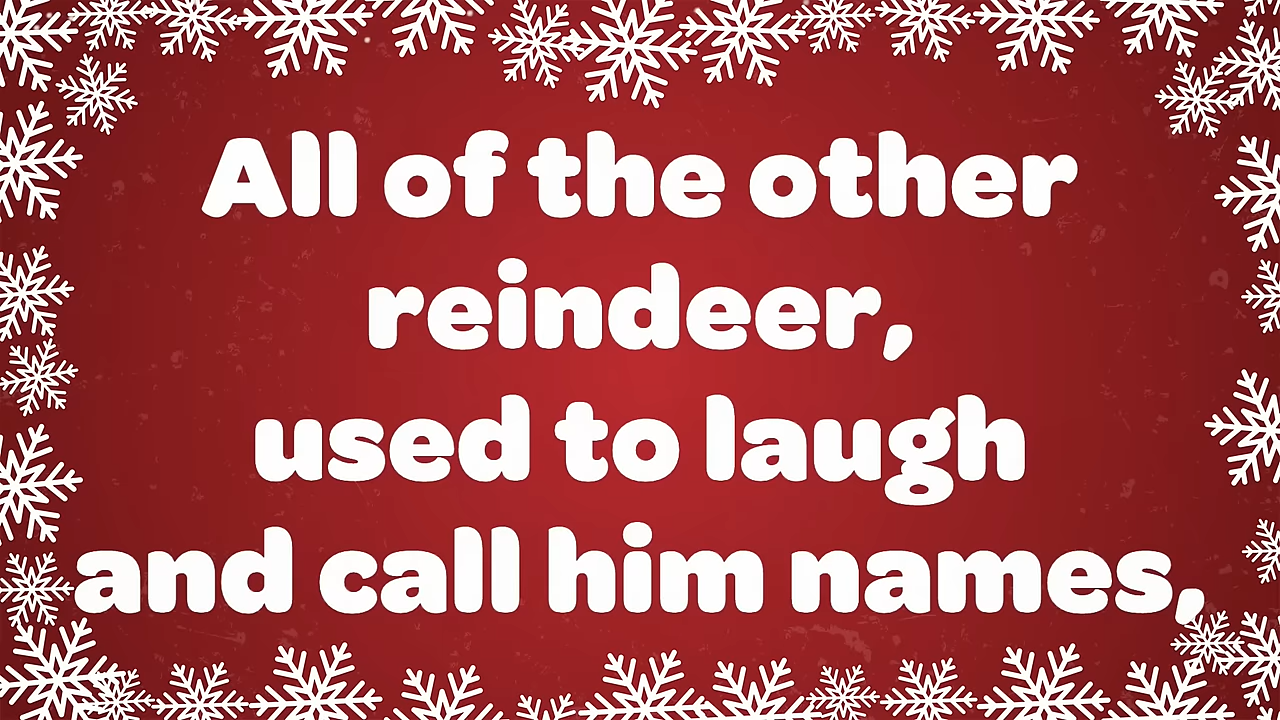 All of the other
reindeer,
used to laugh
and call him names,